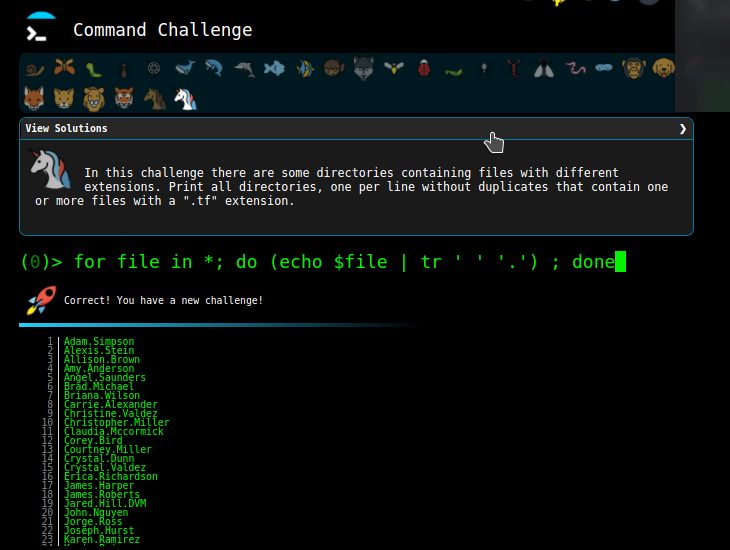 Command Challenge
View Solutions
In this challenge there are some directories containing files with different
extensions. Print all directories, one per line without duplicates that contain one
or more files with a ".tf" extension.
(0)> for file in *; do (echo $file | tr ' ' '.') ; done
Correct! You have a new challenge!
1 Adam.Simpson
2 Alexis.Stein
3 Allison.Brown
4 Amy.Anderson
5 Angel.Saunders
6 Brad.Michael
7 Briana.Wilson
8 Carrie.Alexander
9 Christine.Valdez
10 Christopher.Miller
11 Claudia.Mccormick
12 Corey.Bird
13 Courtney.Miller
14 Crystal.Dunn
15 Crystal.Valdez
16 Erica.Richardson
17 James.Harper
18 James.Roberts
19 Jared.Hill.DVM
20 John.Nguyen
21 Jorge.Ross
22 Joseph.Hurst
23 Karen.Ramirez